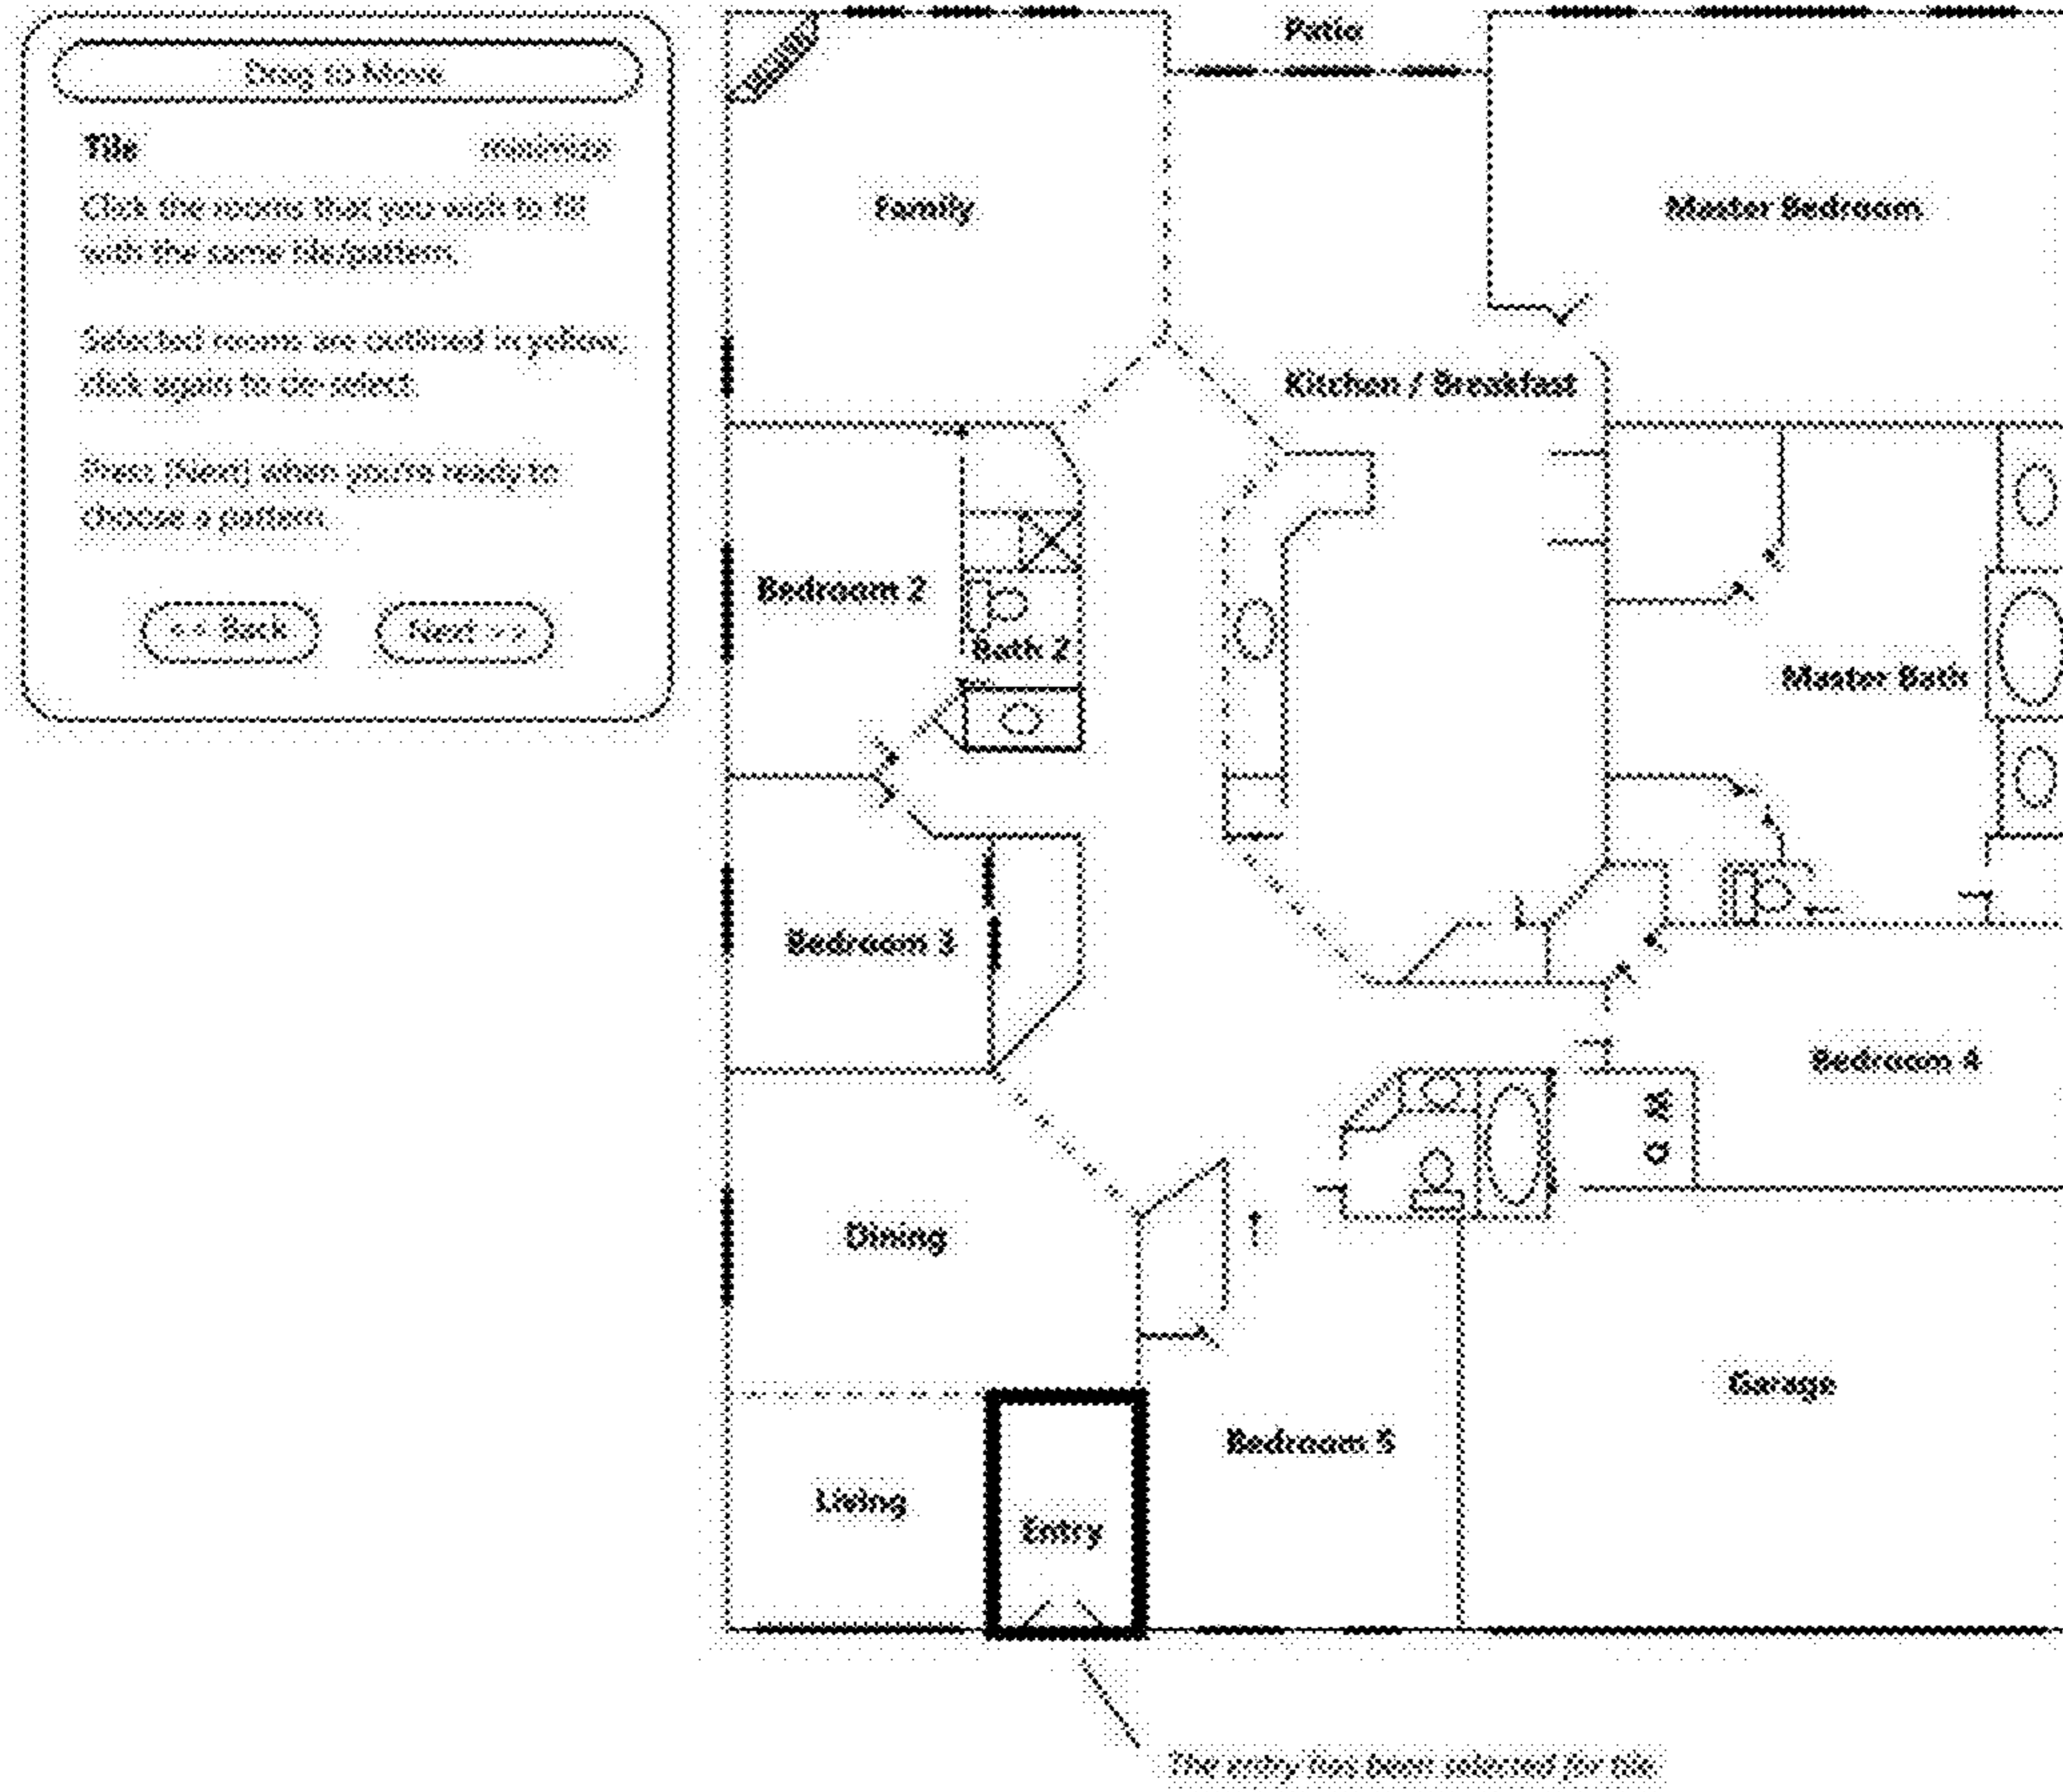 Drag to Move
Tile
minimize
Click the rooms that you wish to fill
with the same tile/pattern.
Selected rooms are outlined in yellow,
click again to de-select.
Press [Next] when you're ready to
choose a pattern.
<< Back
Next >>
Patio
Family
Master Bedroom
Kitchen / Breakfast
Bedroom 2
Bath 2
Master Bath
Bedroom 3
Bedroom 4
W
D
Dining
Garage
Bedroom 5
Living
Entry
The entry has been selected for tile.